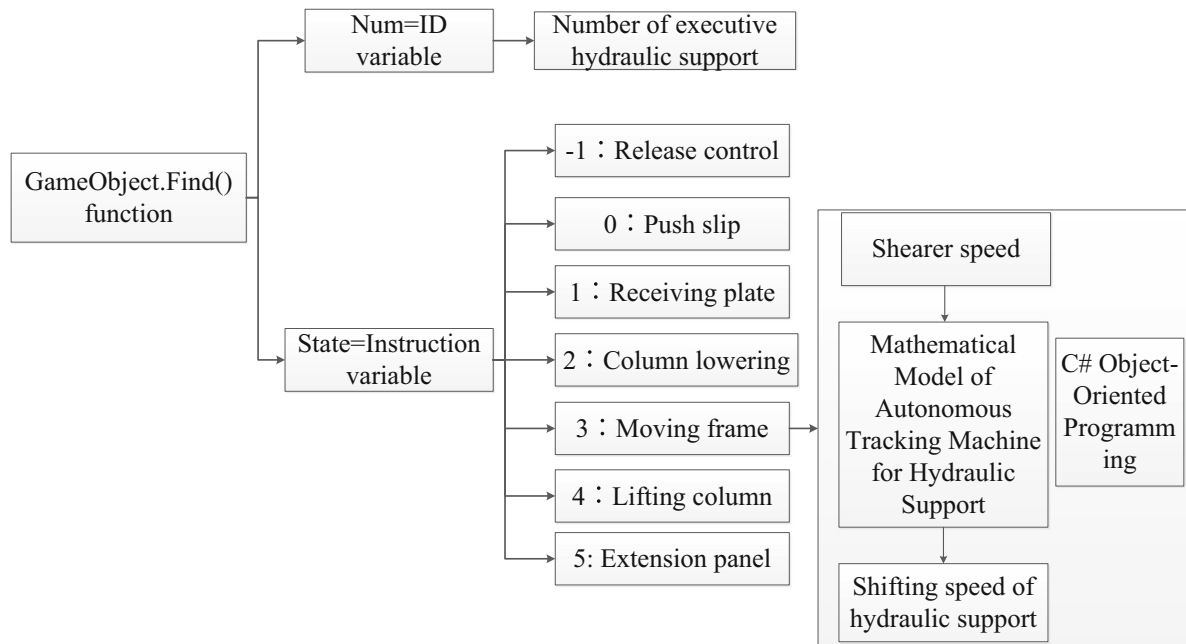 Num=ID
variable
Number of executive
hydraulic support
GameObject.Find()
function
State=Instruction
variable
-1：Release control
0：Push slip
1：Receiving plate
2：Column lowering
3：Moving frame
4：Lifting column
5: Extension panel
Shearer speed
Mathematical
Model of
Autonomous
Tracking Machine
for Hydraulic
Support
C# Object-
Oriented
Programm
ing
Shifting speed of
hydraulic support